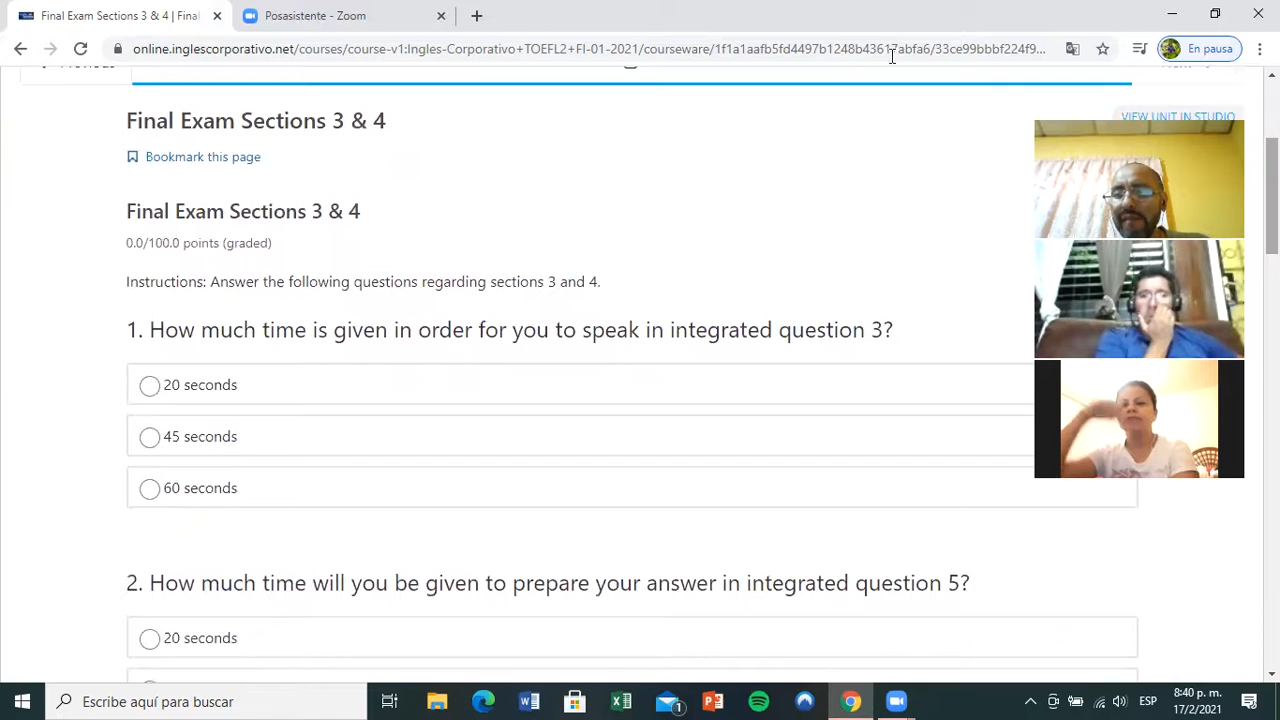 Final Exam Sections 3 & 4 | Final
Posasistente - Zoom
online.inglescorporativo.net/courses/course-v1:Ingles-Corporativo+TOEFL2+FI-01-2021/courseware/1f1a1aafb5fd4497b1248b43617abfa6/33ce99bbbf224f9...
En pausa
Final Exam Sections 3 & 4
VIEW UNIT IN STUDIO
Bookmark this page
Final Exam Sections 3 & 4
0.0/100.0 points (graded)
Instructions: Answer the following questions regarding sections 3 and 4.
1. How much time is given in order for you to speak in integrated question 3?
20 seconds
45 seconds
60 seconds
2. How much time will you be given to prepare your answer in integrated question 5?
20 seconds
Escribe aquí para buscar
1
ESP
8:40 p. m.
17/2/2021